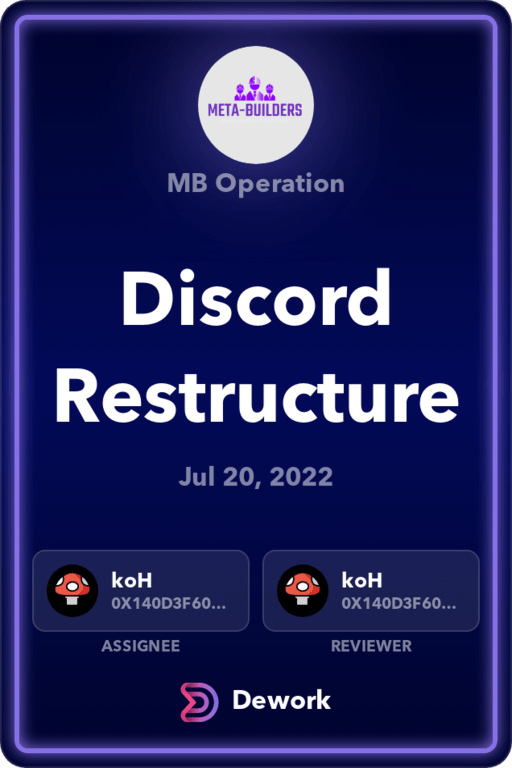 META-BUILDERS
MB Operation
Discord
Restructure
Jul 20, 2022
koH
0X140D3F60...
ASSIGNEE
koH
0X140D3F60...
REVIEWER
Dework